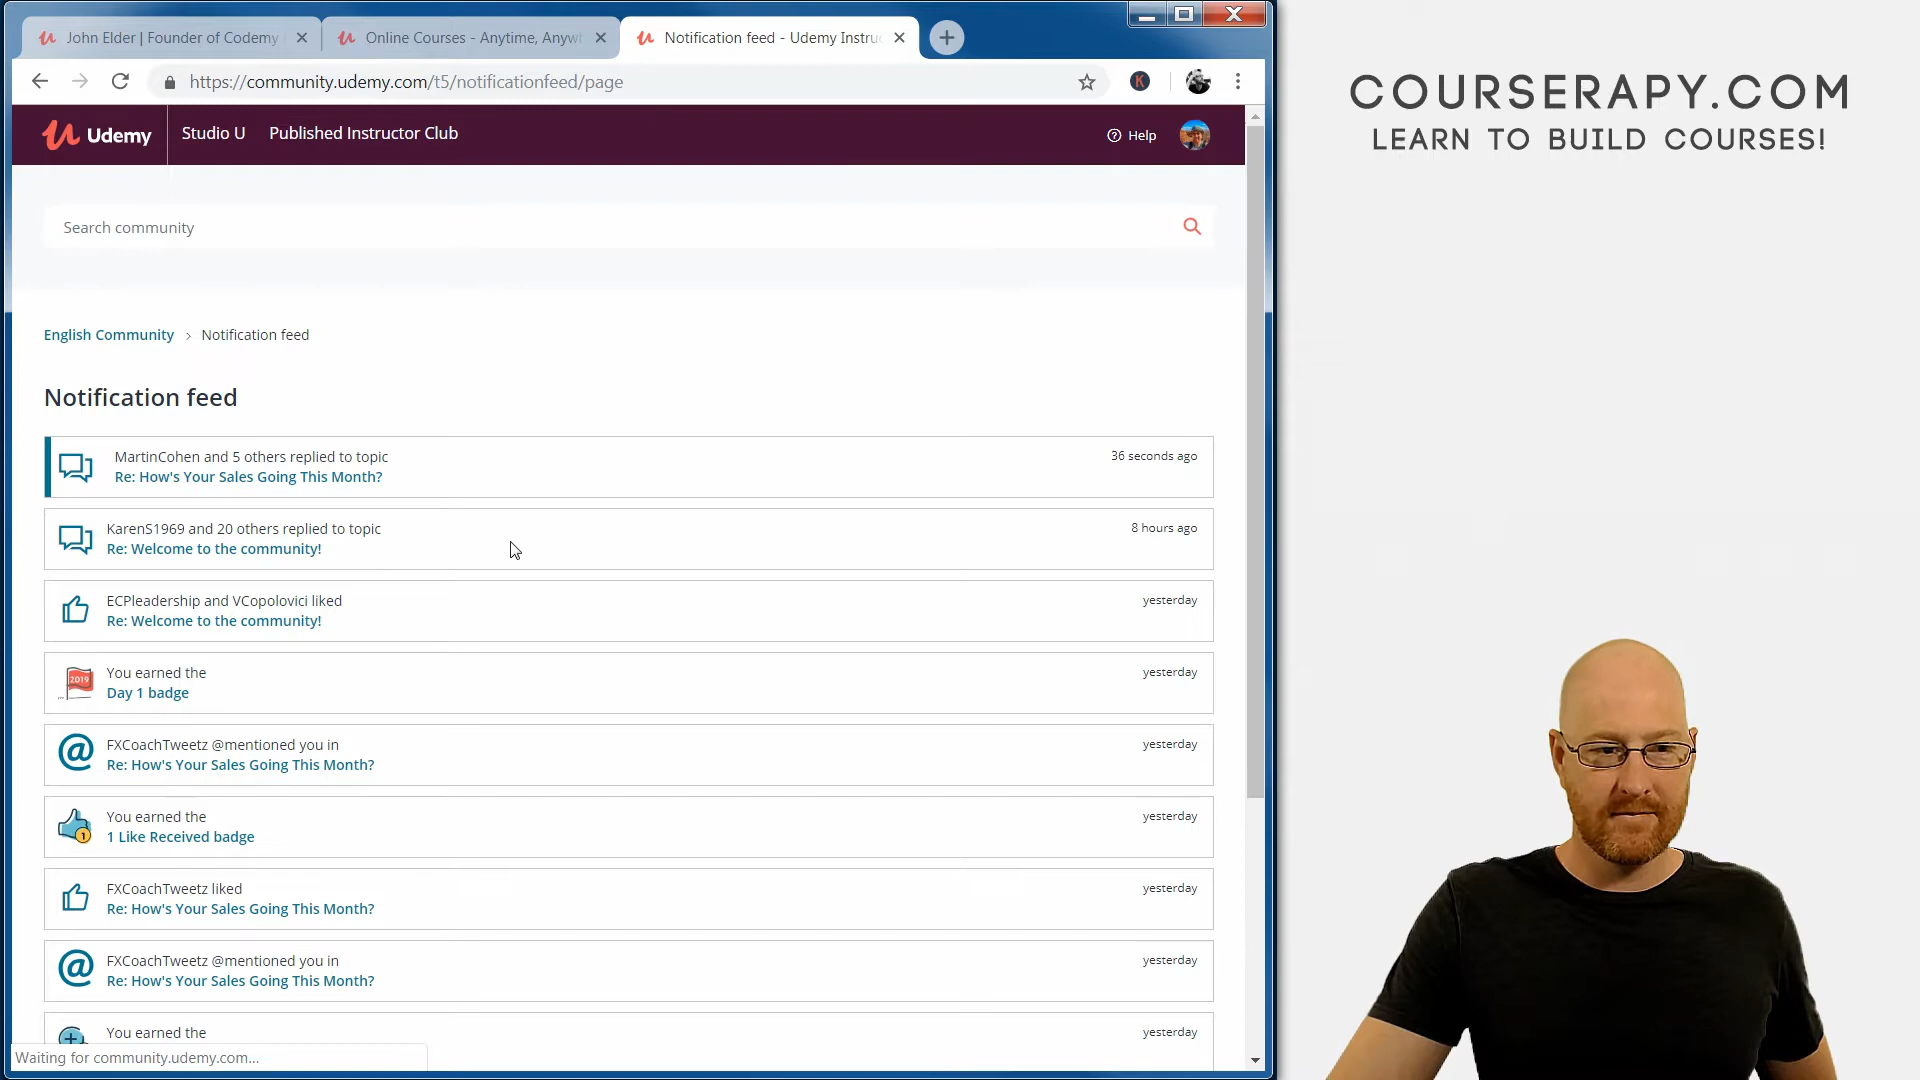 John Elder | Founder of Codemy
Online Courses - Anytime, Anyw
Notification feed - Udemy Instru
https://community.udemy.com/t5/notificationfeed/page
K
COURSERAPY.COM
LEARN TO BUILD COURSES!
Udemy
Studio U
Published Instructor Club
Help
Search community
English Community > Notification feed
Notification feed
MartinCohen and 5 others replied to topic
36 seconds ago
Re: How's Your Sales Going This Month?
KarenS1969 and 20 others replied to topic
8 hours ago
Re: Welcome to the community!
ECPleadership and VCopolovici liked
yesterday
Re: Welcome to the community!
2019
You earned the
yesterday
Day 1 badge
FXCoachTweetz @mentioned you in
yesterday
Re: How's Your Sales Going This Month?
You earned the
yesterday
1 Like Received badge
1
FXCoachTweetz liked
yesterday
Re: How's Your Sales Going This Month?
FXCoachTweetz @mentioned you in
yesterday
Re: How's Your Sales Going This Month?
You earned the
yesterday
Waiting for community.udemy.com...